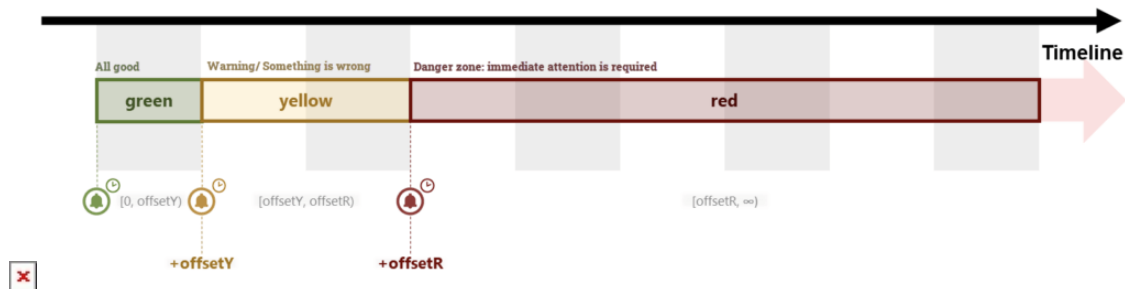 Timeline
All good
Warning/ Something is wrong
Danger zone: immediate attention is required
green
yellow
red
[0, offsetY)
[offsetY, offsetR)
[offsetR, ∞)
+offsetY
+offsetR